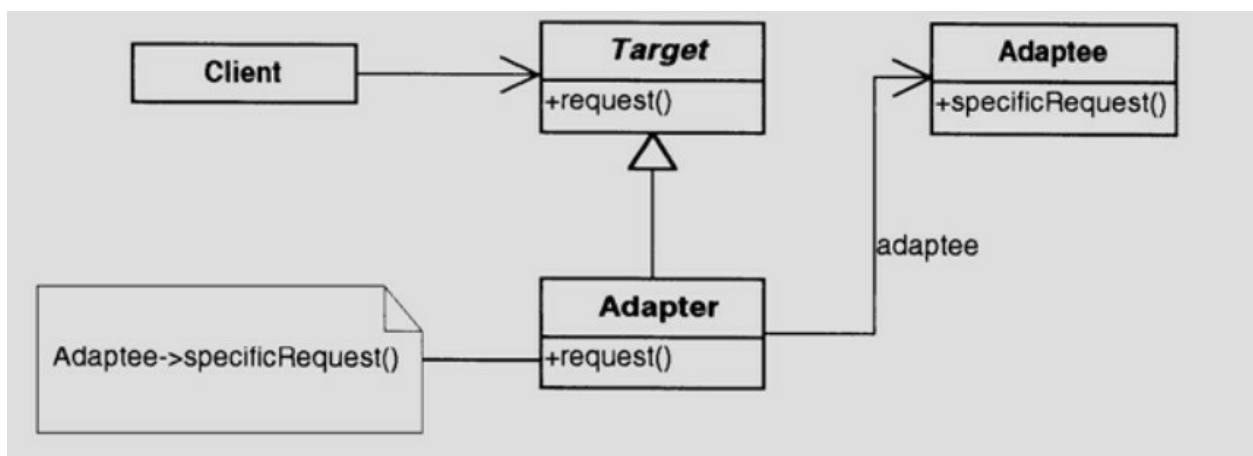 Client
Target
+request()
Adaptee
+specificRequest()
adaptee
Adapter
+request()
Adaptee->specificRequest()